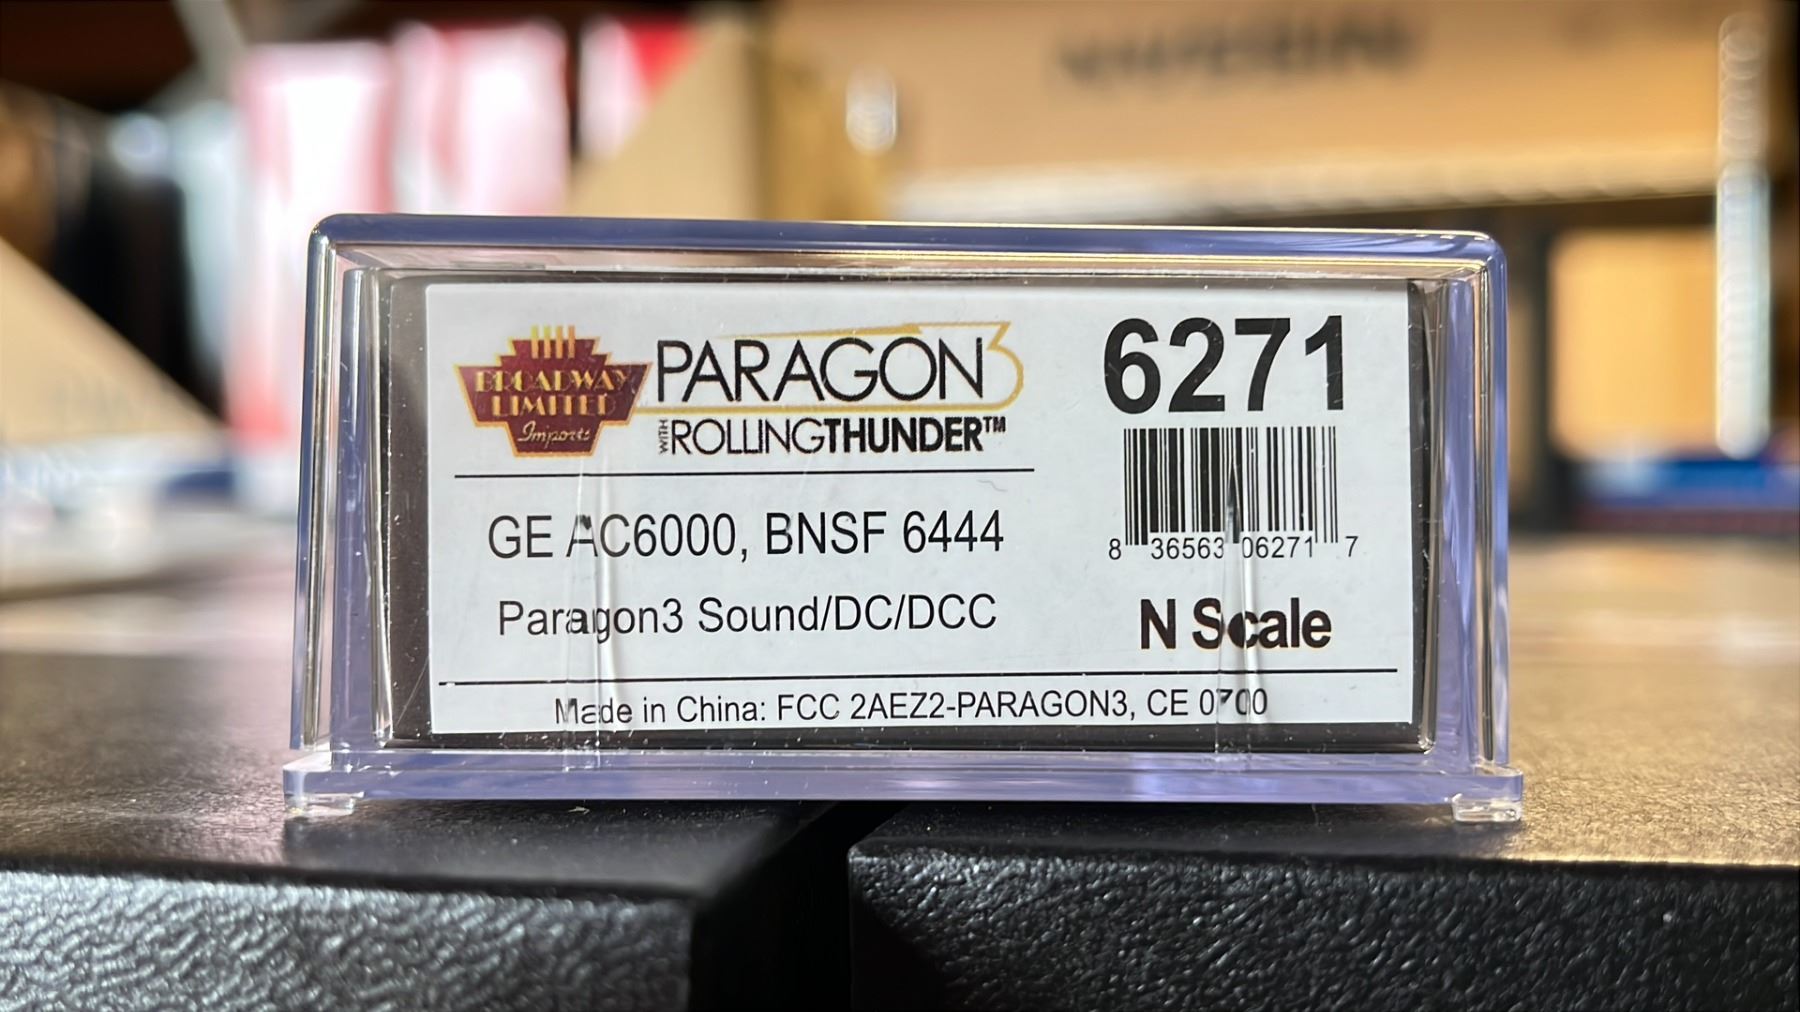 BROADWAY
LIMITED
Imports
PARAGON3
WITH ROLLINGTHUNDER™
6271
8 36563 06271 7
GE AC6000, BNSF 6444
Paragon3 Sound/DC/DCC
N Scale
Made in China: FCC 2AEZ2-PARAGON3, CE 0700